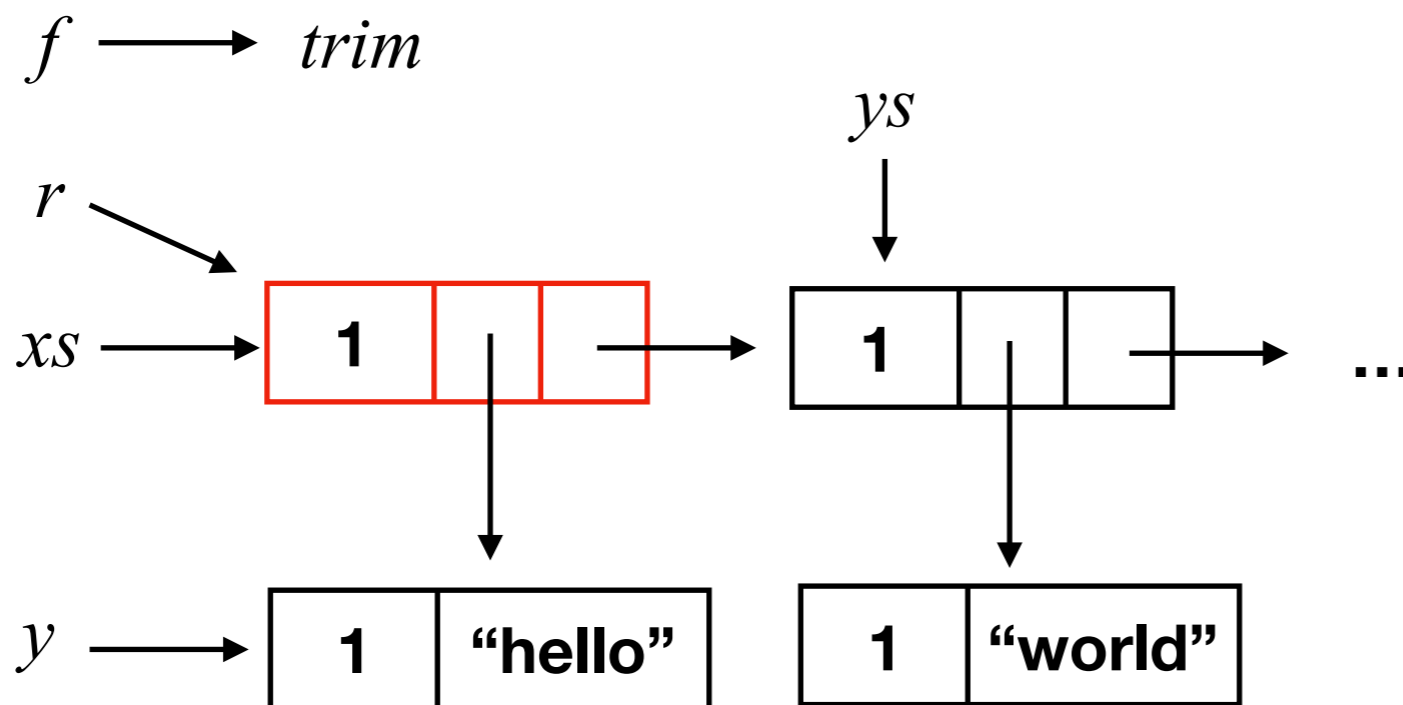 f trim
ys
r
xs 1 1 ...
y 1 “hello” 1 “world”